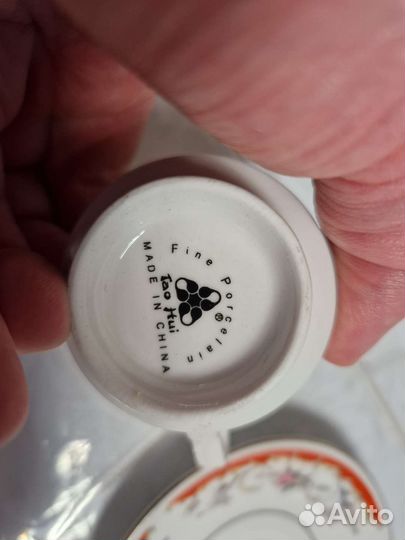 Fine Porcelain
®
Tao Hui
MADE IN CHINA
Avito